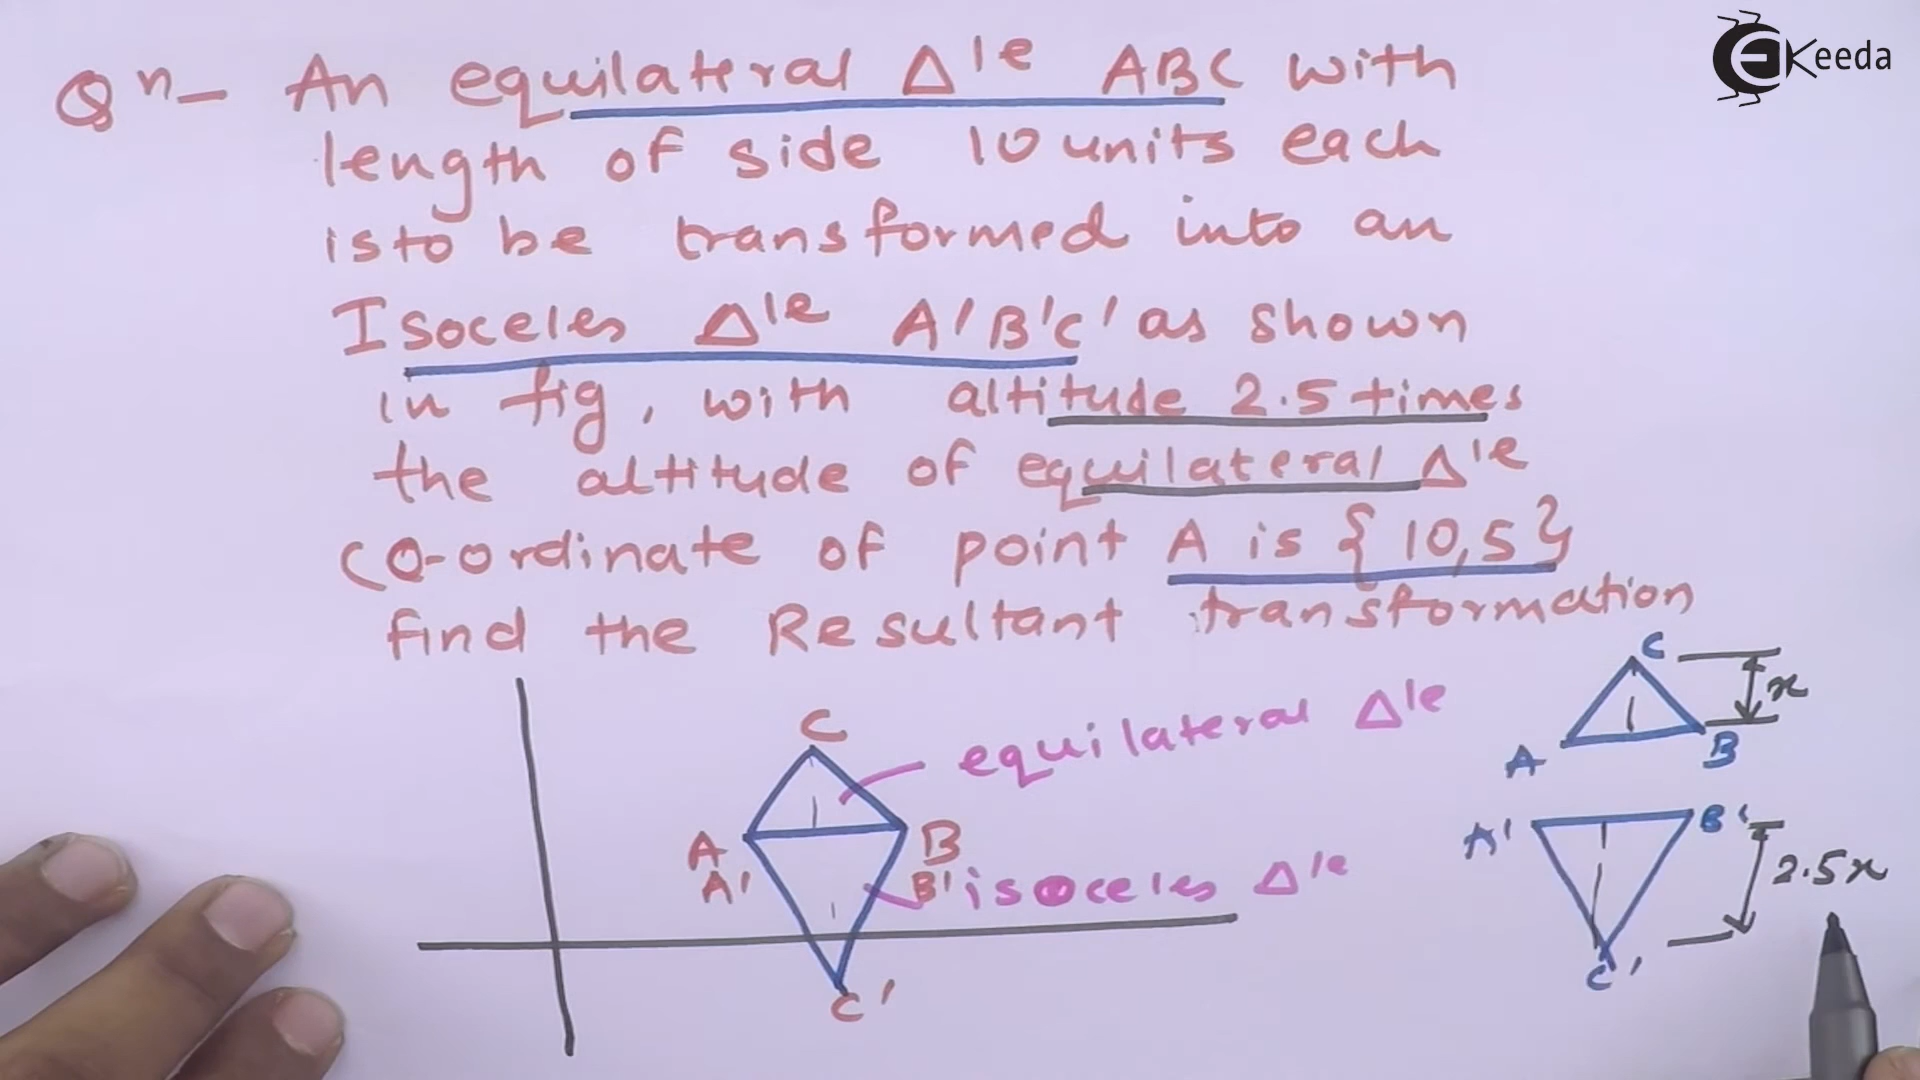 Keeda
Qn- An equilateral Δle ABC with
length of side 10 units each
is to be transformed into an
Isoceles Δle A'B'C' as shown
in fig, with altitude 2.5 times
the altitude of equilateral Δle
CO-ordinate of point A is {10,5}
find the Resultant transformation
C
x
A
B
C
equilateral Δle
A
B
A'
B'
isoceles Δle
C'
A'
B'
2.5x
C'